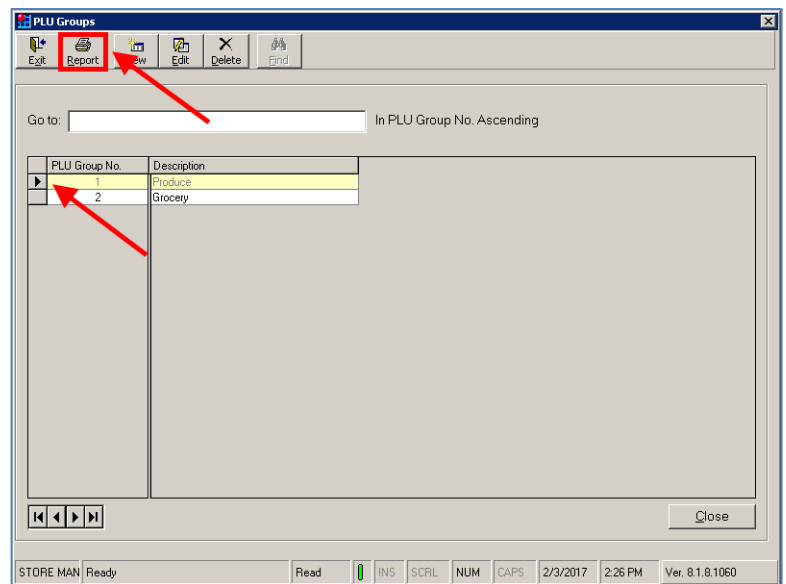 PLU Groups
Exit Report Edit Delete Find
Go to: In PLU Group No. Ascending
PLU Group No. Description
1 Produce
2 Grocery
Close
STORE MAN Ready Read INS SCRL NUM CAPS 2/3/2017 2:26 PM Ver. 8.1.8.1060